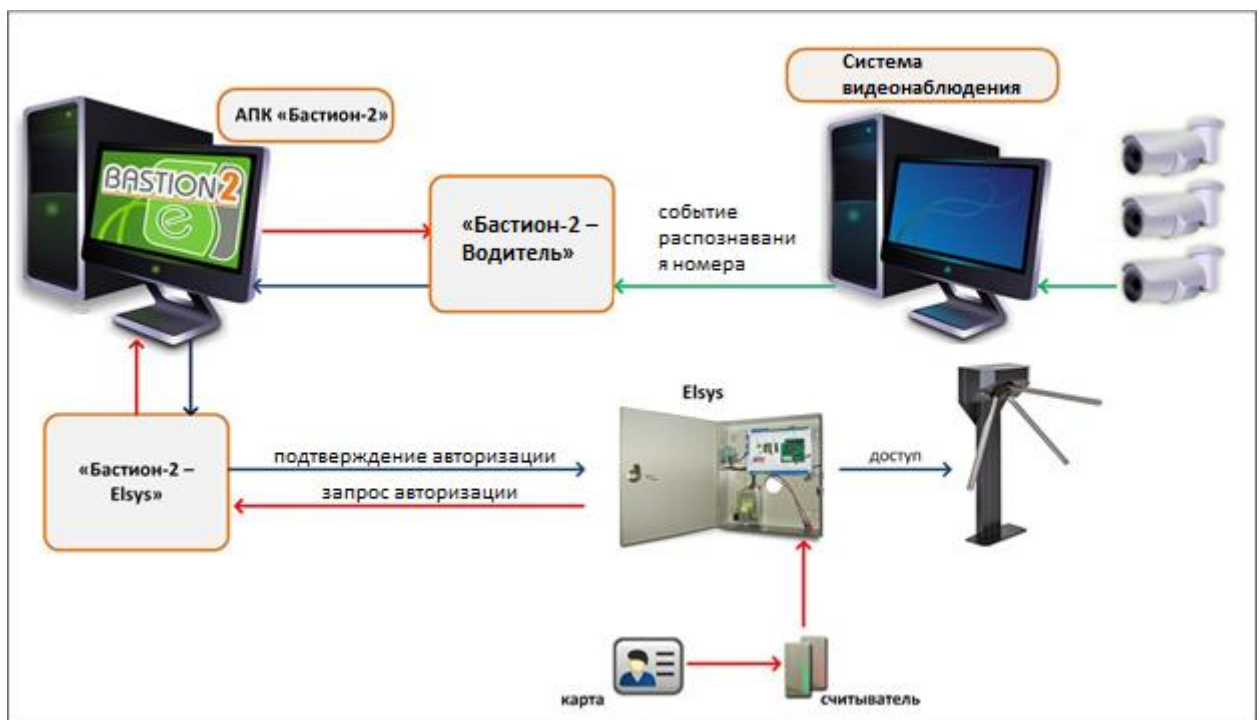 Система
видеонаблюдения
АПК «Бастион-2»
BASTION2
e
«Бастион-2 –
Водитель»
событие
распознавани
я номера
Elsys
«Бастион-2 –
Elsys»
подтверждение авторизации
запрос авторизации
доступ
карта
считыватель